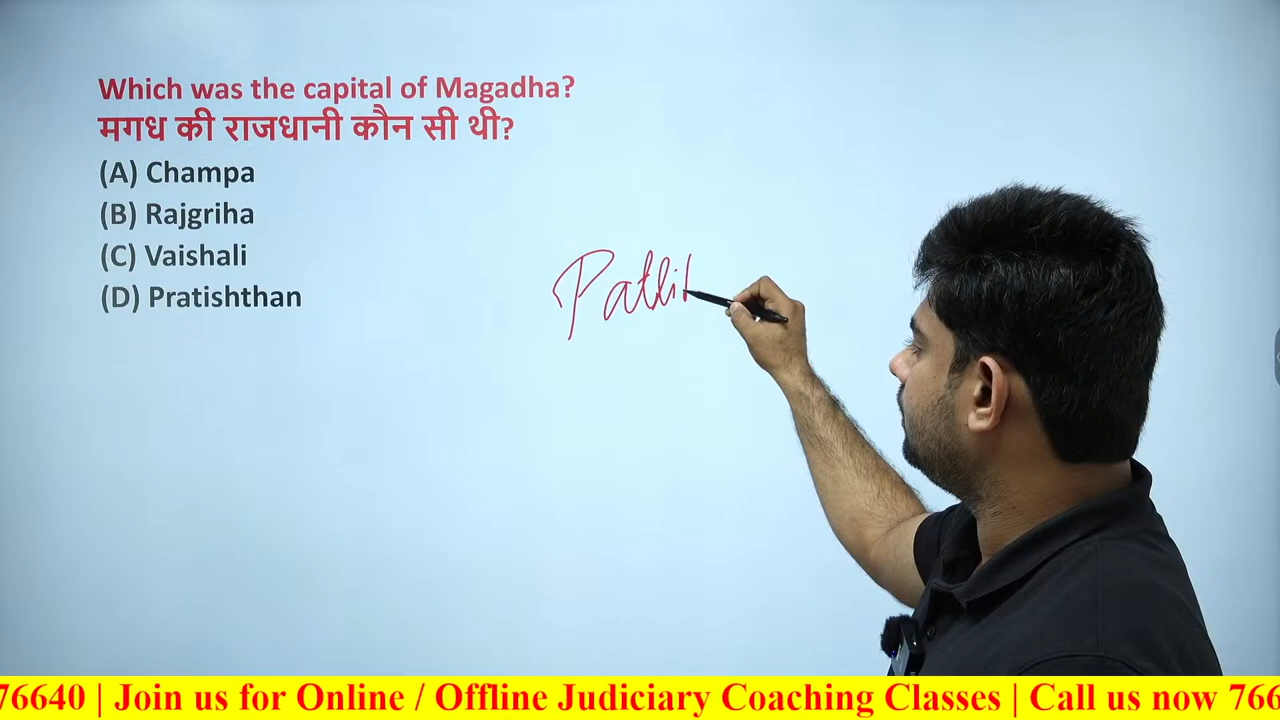 Which was the capital of Magadha?
मगध की राजधानी कौन सी थी?
(A) Champa
(B) Rajgriha
(C) Vaishali
(D) Pratishthan
Patli
76640 | Join us for Online / Offline Judiciary Coaching Classes | Call us now 766